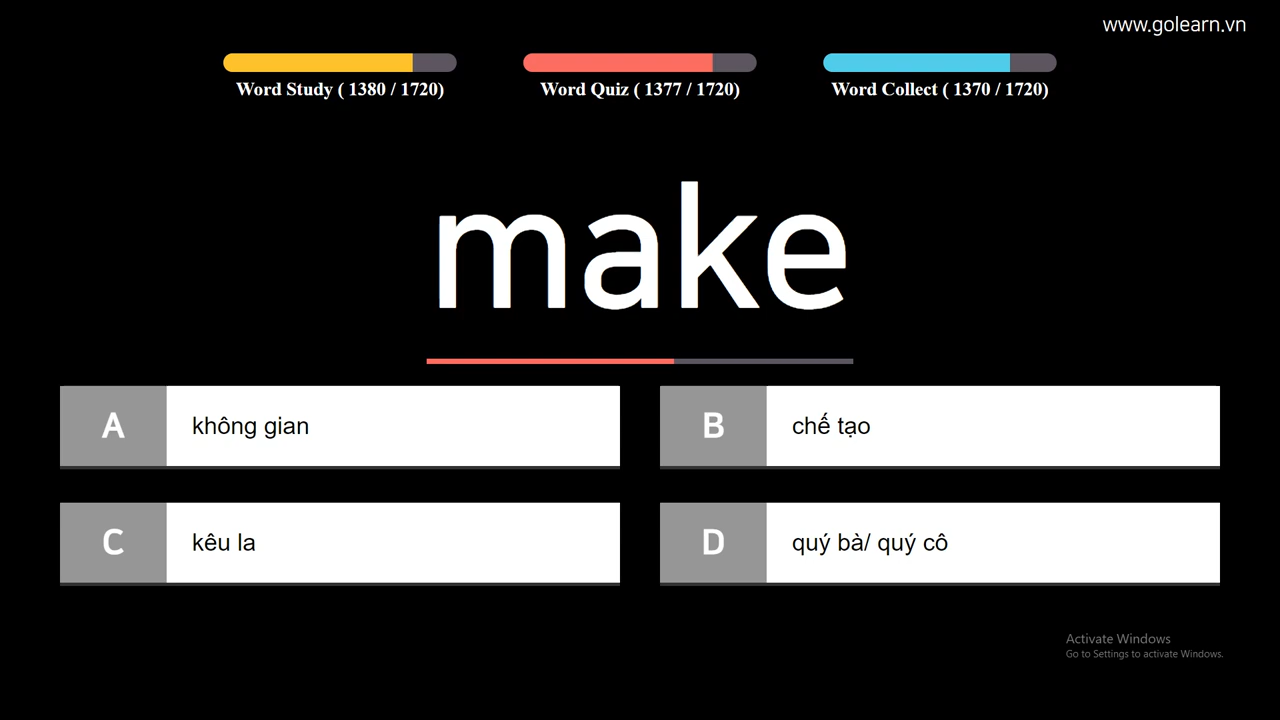 www.golearn.vn
Word Study ( 1380 / 1720)
Word Quiz ( 1377 / 1720)
Word Collect ( 1370 / 1720)
make
A không gian
B chế tạo
C kêu la
D quý bà/ quý cô
Activate Windows
Go to Settings to activate Windows.